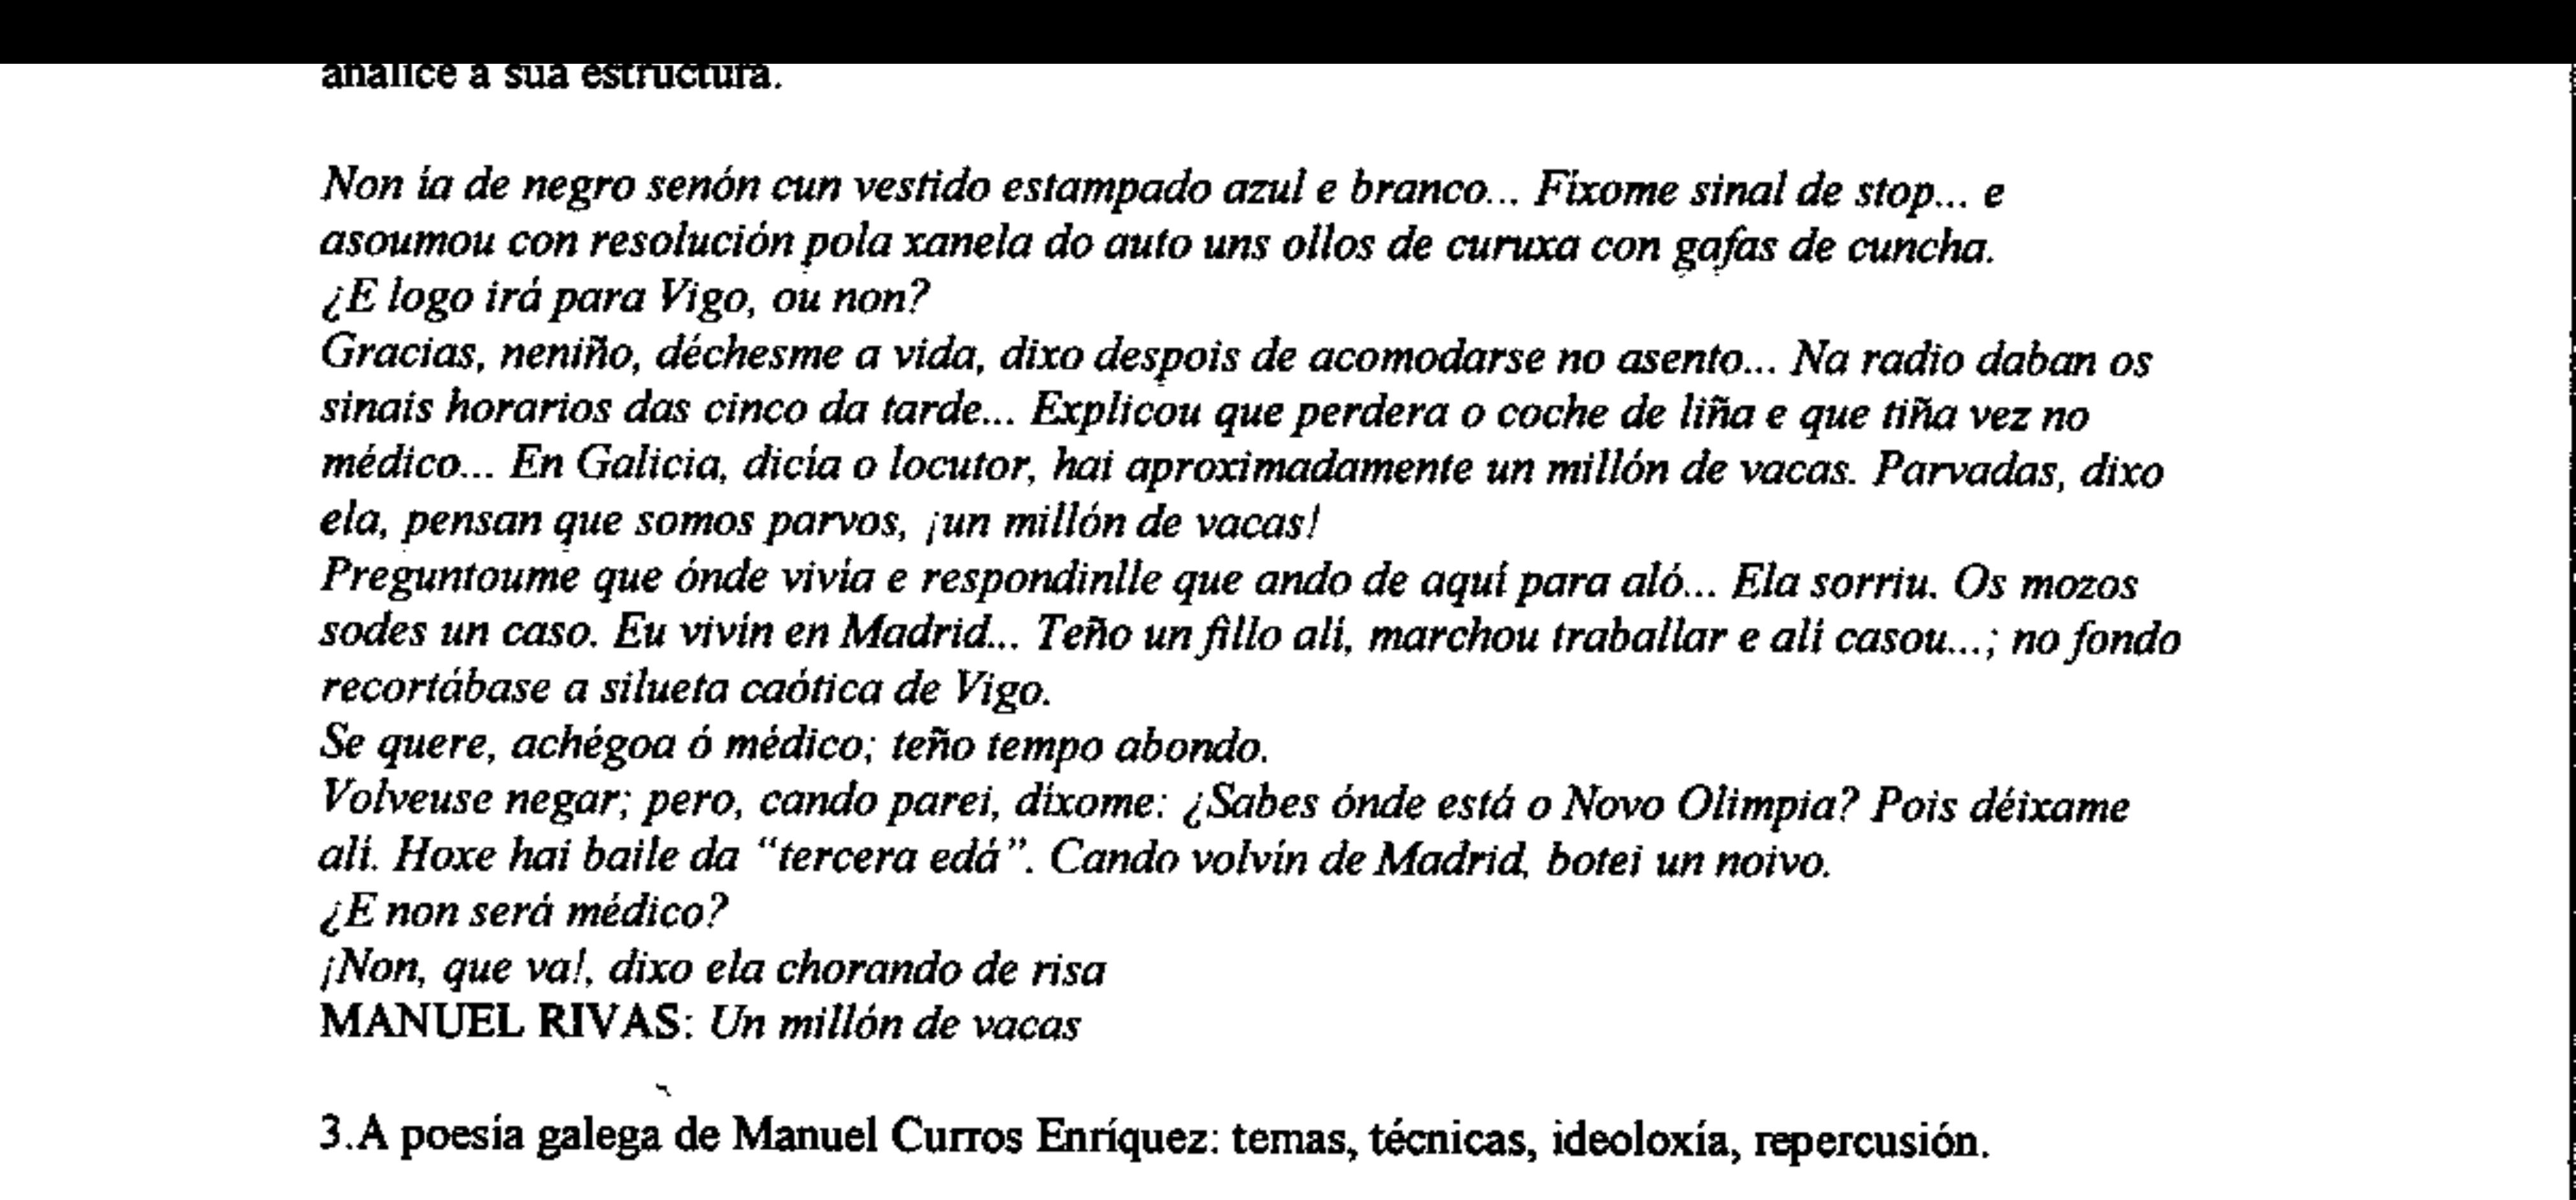 analice a sua estructura.
Non ía de negro senón cun vestido estampado azul e branco... Fíxome sinal de stop... e
asoumou con resolución pola xanela do auto uns ollos de curuxa con gafas de cuncha.
¿E logo irá para Vigo, ou non?
Gracias, neniño, déchesme a vida, dixo despois de acomodarse no asento... Na radio daban os
sinais horarios das cinco da tarde... Explicou que perdera o coche de liña e que tiña vez no
médico... En Galicia, dicía o locutor, hai aproximadamente un millón de vacas. Parvadas, dixo
ela, pensan que somos parvos, ¡un millón de vacas!
Preguntoume que ónde vivía e respondinlle que ando de aquí para aló... Ela sorriu. Os mozos
sodes un caso. Eu vivín en Madrid... Teño un fillo alí, marchou traballar e alí casou...; no fondo
recortábase a silueta caótica de Vigo.
Se quere, achégoa ó médico; teño tempo abondo.
Volveuse negar; pero, cando parei, díxome: ¿Sabes ónde está o Novo Olimpia? Pois déixame
alí. Hoxe hai baile da “tercera edá”. Cando volvín de Madrid, botei un noivo.
¿E non será médico?
¡Non, que va!, dixo ela chorando de risa
MANUEL RIVAS: Un millón de vacas
3.A poesía galega de Manuel Curros Enríquez: temas, técnicas, ideoloxía, repercusión.